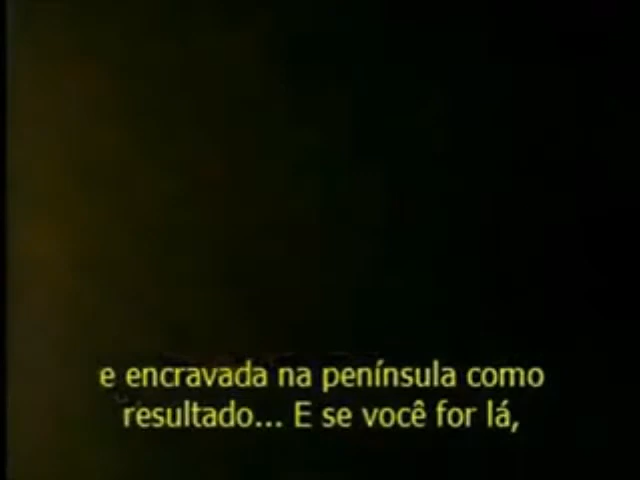 e encravada na península como
resultado... E se você for lá,